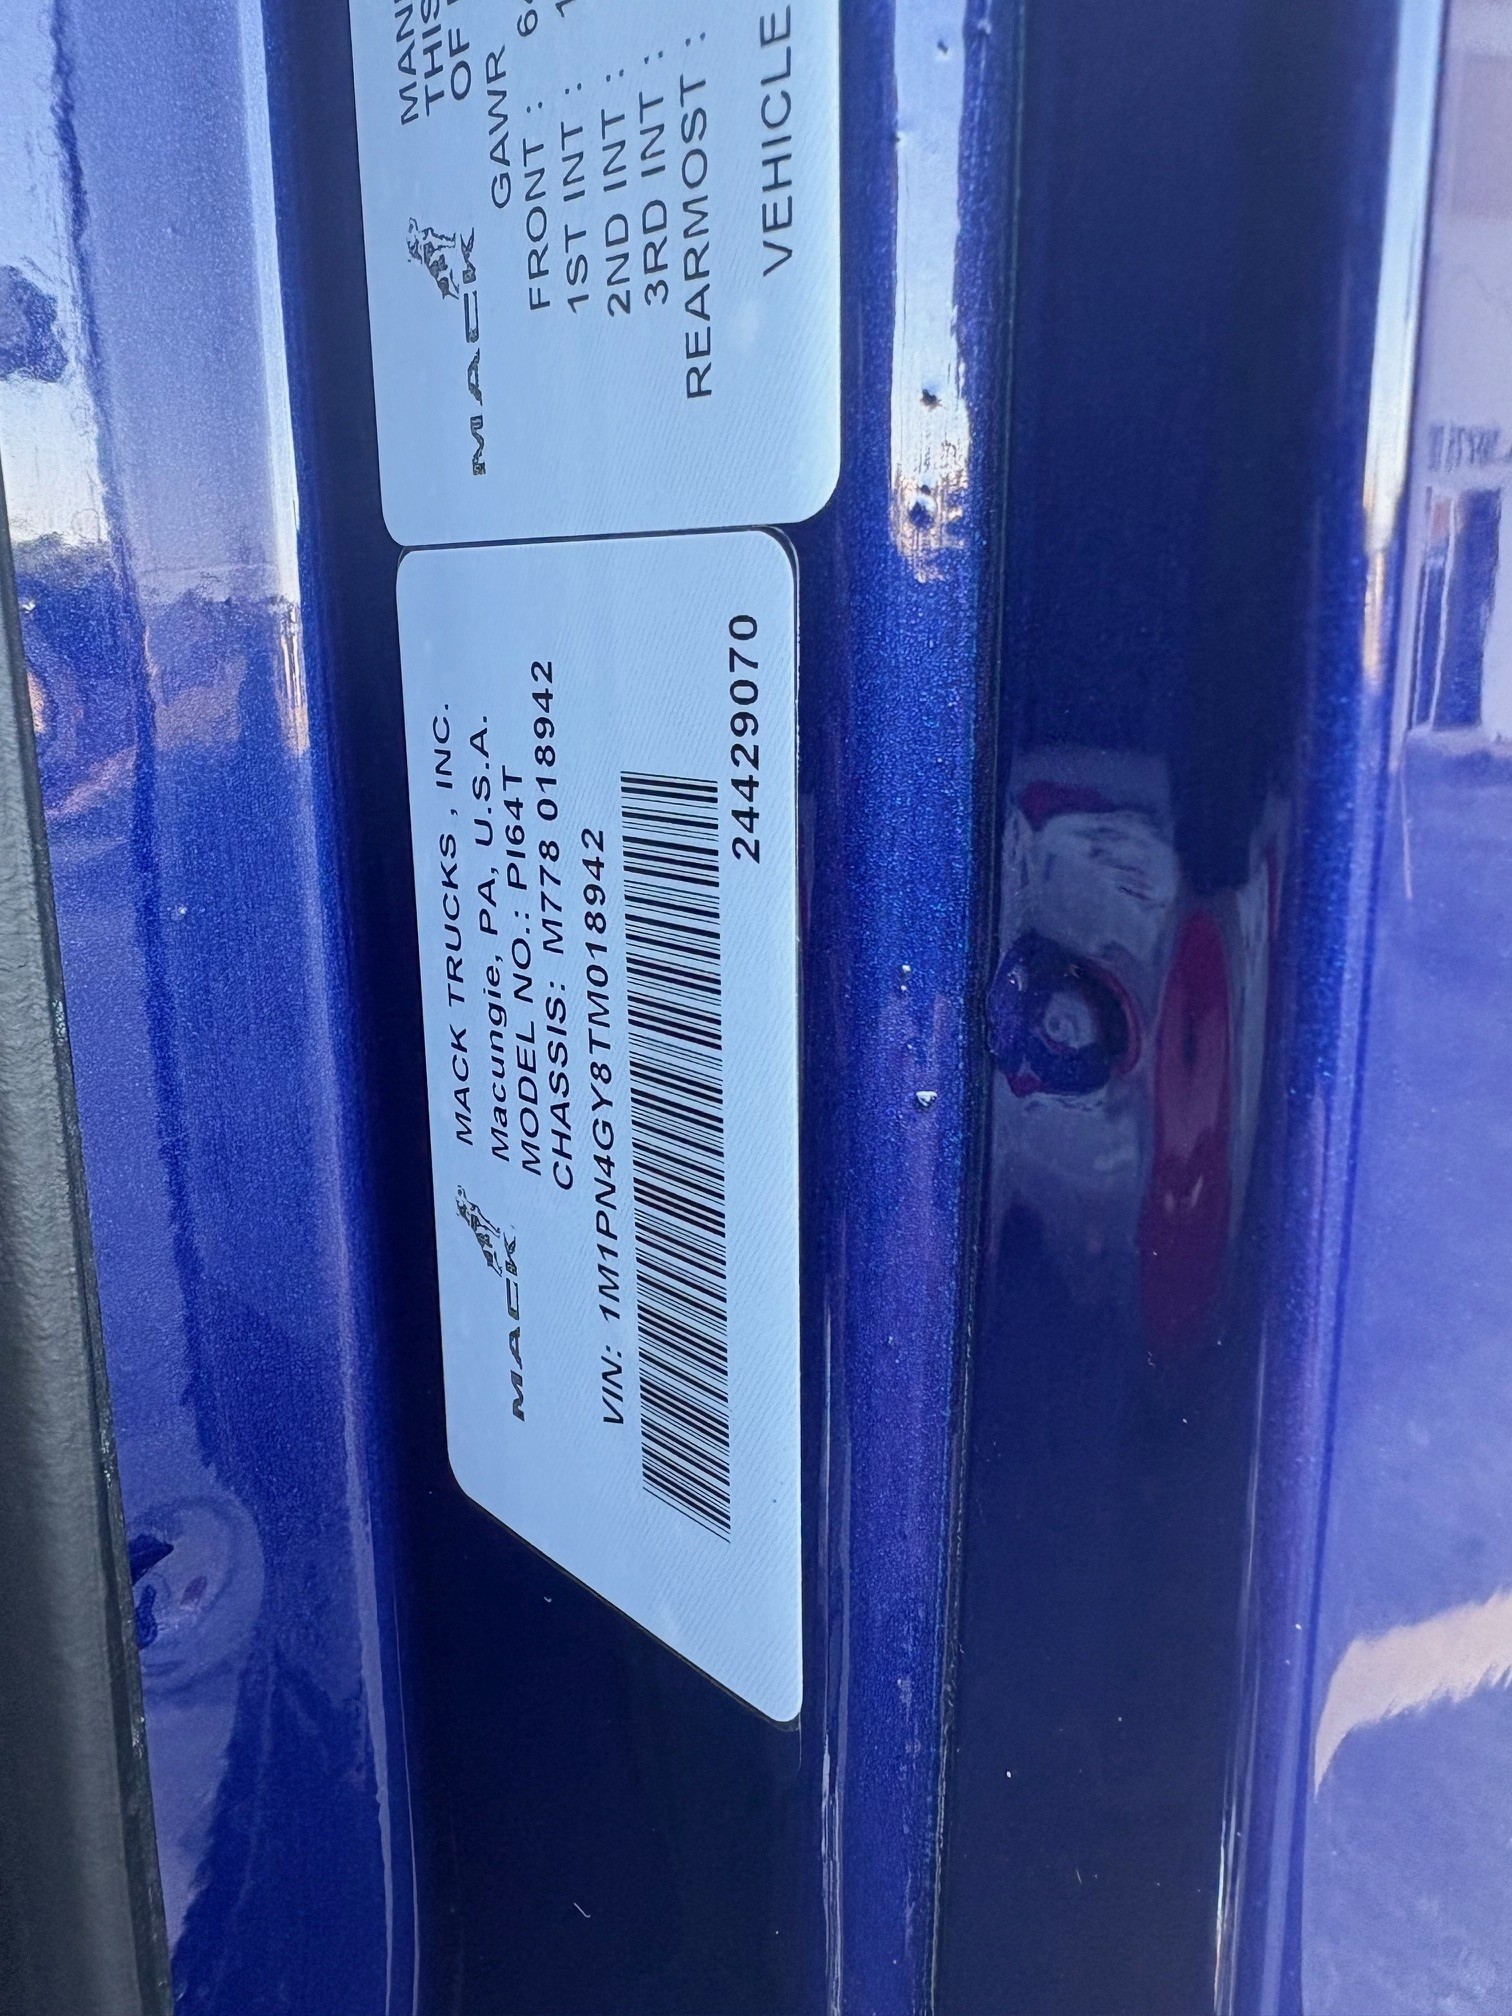 MACK
MACK TRUCKS , INC.
Macungie, PA, U.S.A.
MODEL NO.: PI64T
CHASSIS: M778 018942
VIN: 1M1PN4GY8TM018942
24429070
MACK
THIS
GAWR
FRONT :
1ST INT :
2ND INT :
3RD INT :
REARMOST :
VEHICLE